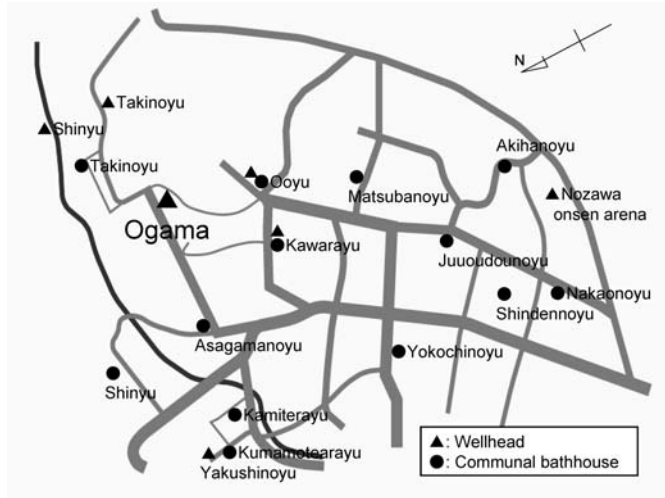 N
Takinoyu
Shinyu
Takinoyu
Akihanoyu
Ooyu
Matsubanoyu
Nozawa
onsen arena
Ogama
Kawarayu
Juuoudounoyu
Nakaonoyu
Shindennoyu
Asagamanoyu
Yokochinoyu
Shinyu
Kamiterayu
Kumamotearayu
Yakushinoyu
: Wellhead
: Communal bathhouse